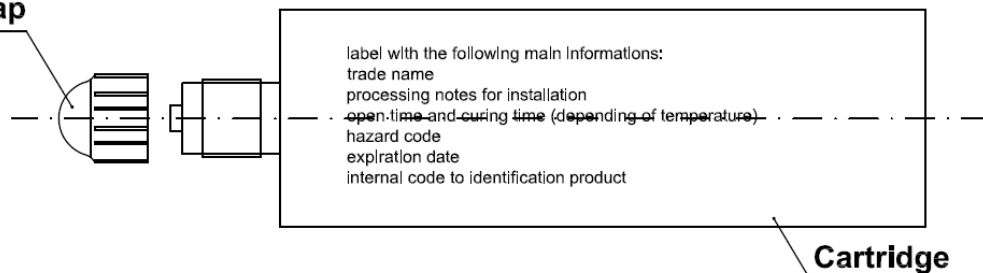 ap
label with the following main informations:
trade name
processing notes for installation
open time and curing time (depending of temperature)
hazard code
expiration date
internal code to identification product
Cartridge